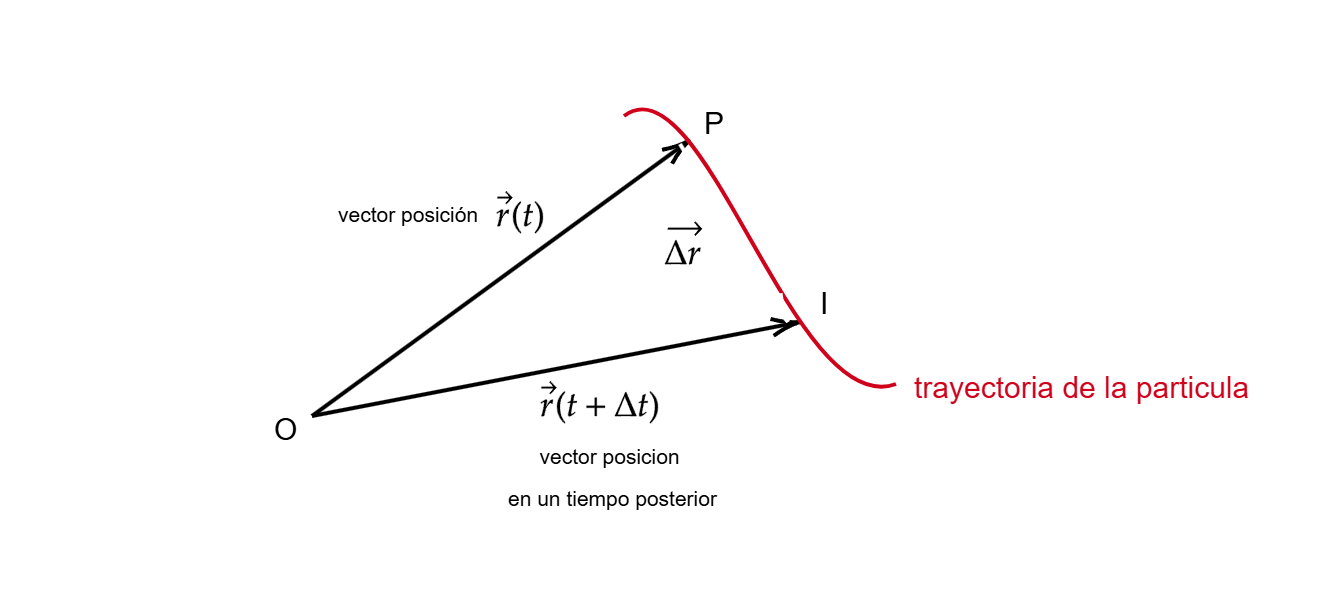 P
vector posición r⃗(t)
Δr⃗
I
trayectoria de la particula
r⃗(t + Δt)
O
vector posicion
en un tiempo posterior